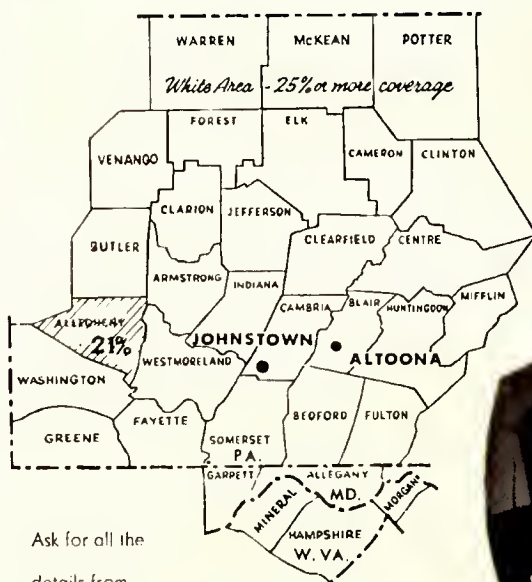 WARREN McKEAN POTTER
White Area - 25% or more coverage
FOREST ELK
VENANGO CAMERON CLINTON
CLARION JEFFERSON
BUTLER CLEARFIELD CENTRE
ARMSTRONG INDIANA
CAMBRIA BLAIR HUNTINGDON MIFFLIN
ALLEGHENY
21% JOHNSTOWN
WESTMORELAND ALTOONA
WASHINGTON
GREENE FAYETTE BEDFORD FULTON
SOMERSET
PA.
GARRETT ALLEGANY
MINERAL MD. MORGAN
HAMPSHIRE
W. VA.
Ask for all the
details from